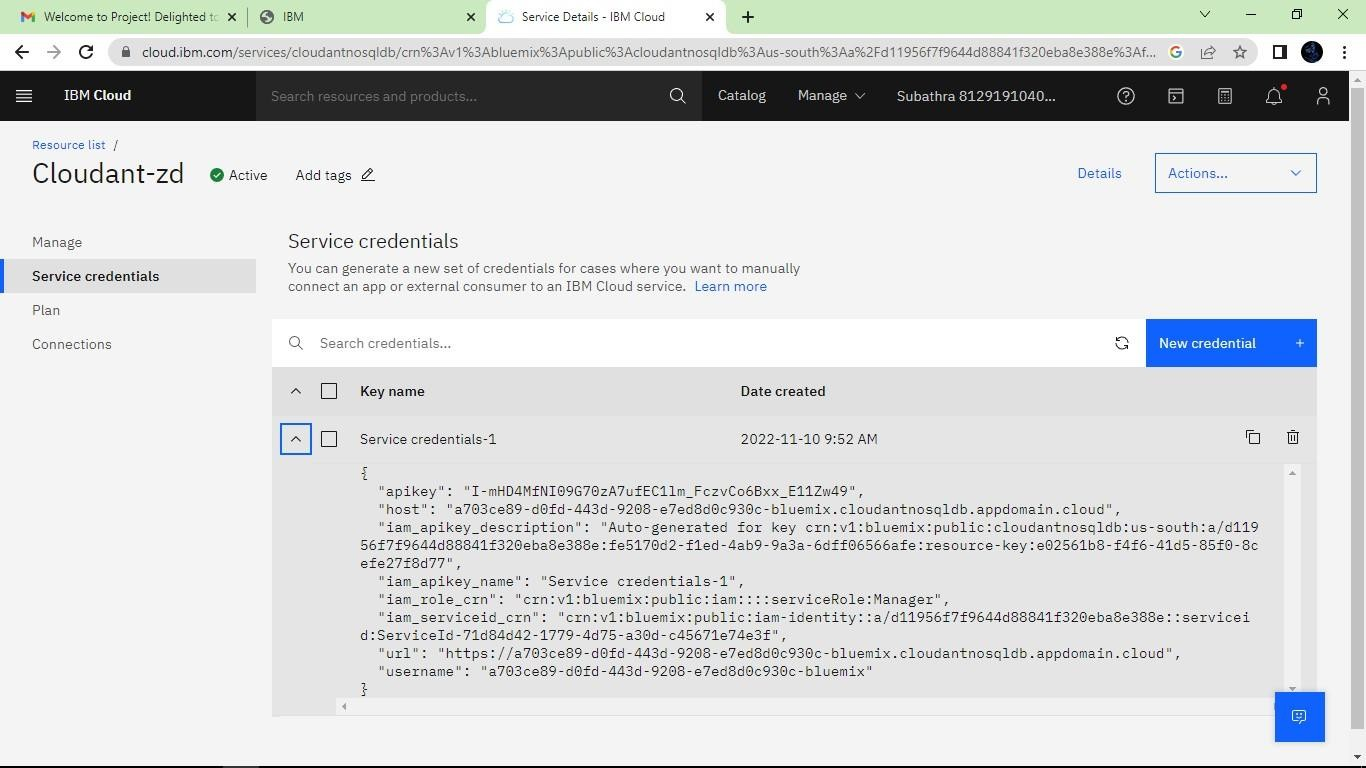 Welcome to Project! Delighted to
IBM
Service Details - IBM Cloud
cloud.ibm.com/services/cloudantnosqldb/crn%3Av1%3Abluemix%3Apublic%3Acloudantnosqldb%3Aus-south%3Aa%2Fd11956f7f9644d88841f320eba8e388e%3Af...
IBM Cloud
Search resources and products...
Catalog
Manage
Subathra 8129191040...
Resource list /
Cloudant-zd
Active
Add tags
Details
Actions...
Manage
Service credentials
Plan
Connections
Service credentials
You can generate a new set of credentials for cases where you want to manually
connect an app or external consumer to an IBM Cloud service. Learn more
Search credentials...
New credential +
Key name
Date created
Service credentials-1
2022-11-10 9:52 AM
{
"apikey": "I-mHD4MfNI09G70zA7ufEC1lm_FczvCo6Bxx_E11Zw49",
"host": "a703ce89-d0fd-443d-9208-e7ed8d0c930c-bluemix.cloudantnosqldb.appdomain.cloud",
"iam_apikey_description": "Auto-generated for key crn:v1:bluemix:public:cloudantnosqldb:us-south:a/d119
56f7f9644d88841f320eba8e388e:fe5170d2-f1ed-4ab9-9a3a-6dff06566afe:resource-key:e02561b8-f4f6-41d5-85f0-8c
efe27f8d77",
"iam_apikey_name": "Service credentials-1",
"iam_role_crn": "crn:v1:bluemix:public:iam::::serviceRole:Manager",
"iam_serviceid_crn": "crn:v1:bluemix:public:iam-identity::a/d11956f7f9644d88841f320eba8e388e::servicei
d:ServiceId-71d84d42-1779-4d75-a30d-c45671e74e3f",
"url": "https://a703ce89-d0fd-443d-9208-e7ed8d0c930c-bluemix.cloudantnosqldb.appdomain.cloud",
"username": "a703ce89-d0fd-443d-9208-e7ed8d0c930c-bluemix"
}